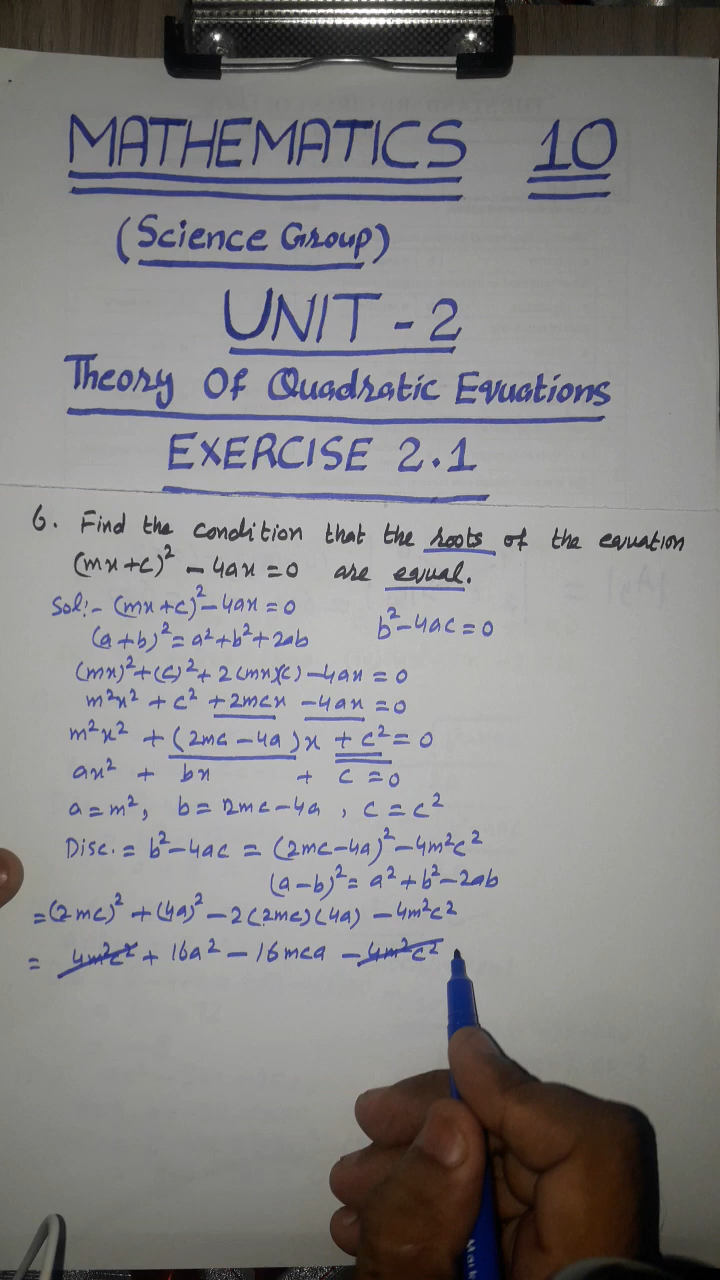 MATHEMATICS 10
(Science Group)
UNIT - 2
Theory Of Quadratic Equations
EXERCISE 2.1
6. Find the condition that the roots of the equation
(mx+c)² - 4ax = 0 are equal.
Sol:- (mx+c)² - 4ax = 0 b² - 4ac = 0
(a+b)² = a² + b² + 2ab
(mx)² + (c)² + 2(mx)(c) - 4ax = 0
m²x² + c² + 2mcx - 4ax = 0
m²x² + (2mc - 4a)x + c² = 0
ax² + bx + c = 0
a = m², b = 2mc - 4a, c = c²
Disc. = b² - 4ac = (2mc - 4a)² - 4m²c²
(a-b)² = a² + b² - 2ab
= (2mc)² + (4a)² - 2(2mc)(4a) - 4m²c²
= 4m²c² + 16a² - 16mca - 4m²c²